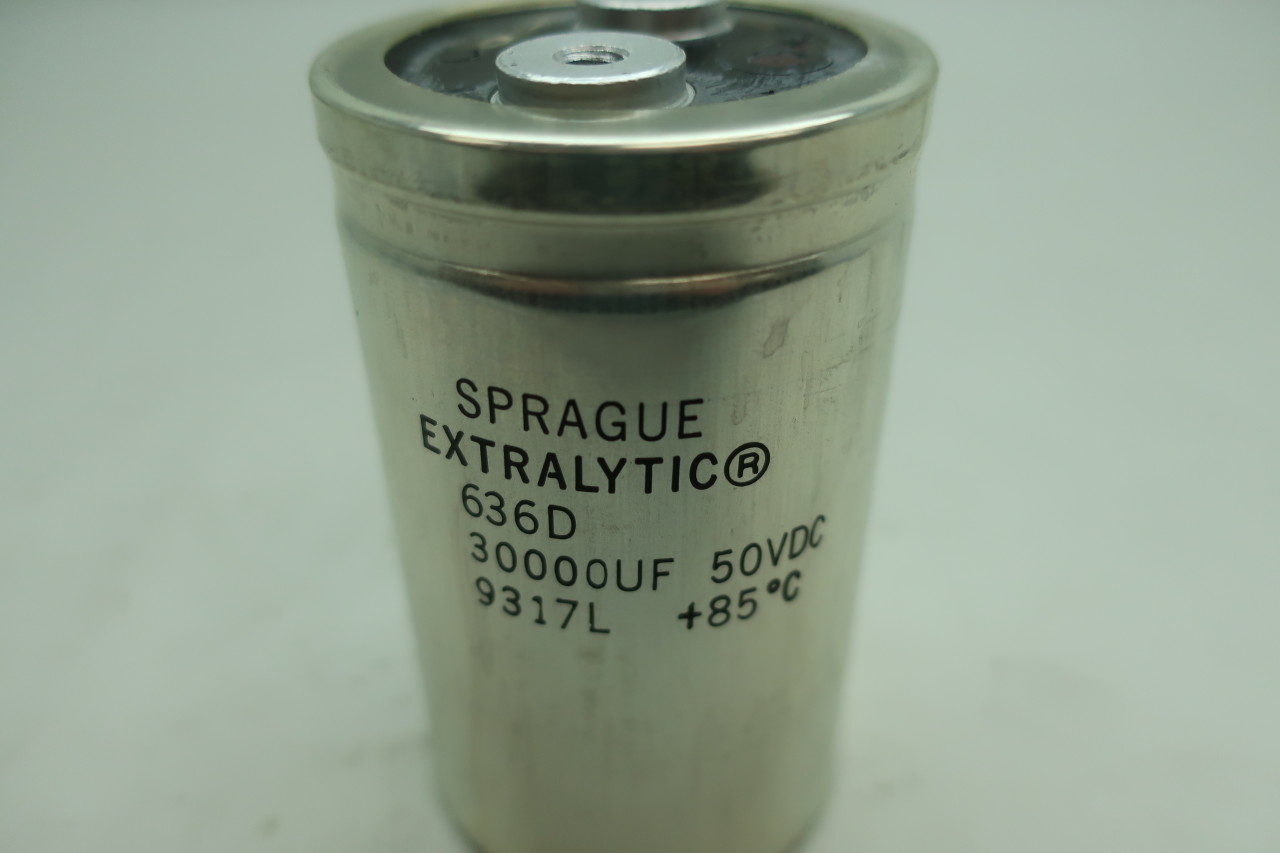 SPRAGUE
EXTRALYTIC®
636D
30000UF 50VDC
9317L +85°C